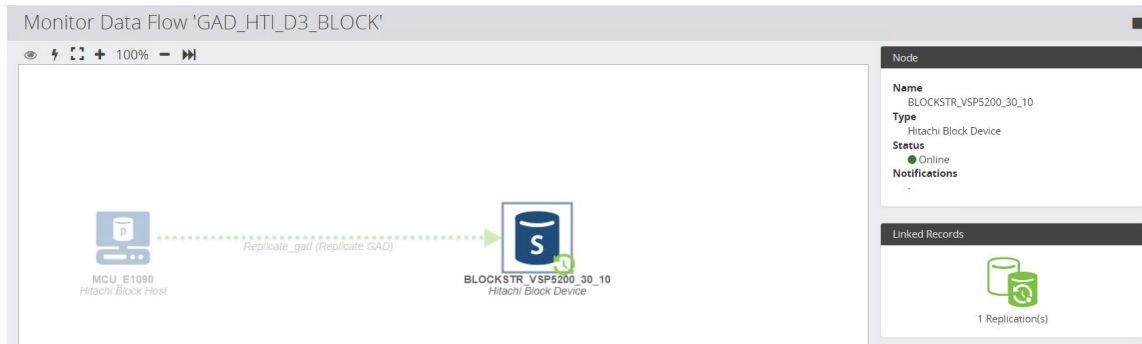 Monitor Data Flow 'GAD_HTI_D3_BLOCK'
100%
Node
Name
BLOCKSTR_VSP5200_30_10
Type
Hitachi Block Device
Status
Online
Notifications
-
P
Replicate_gad (Replicate GAD)
S
MCU_E1090
Hitachi Block Host
BLOCKSTR_VSP5200_30_10
Hitachi Block Device
Linked Records
1 Replication(s)